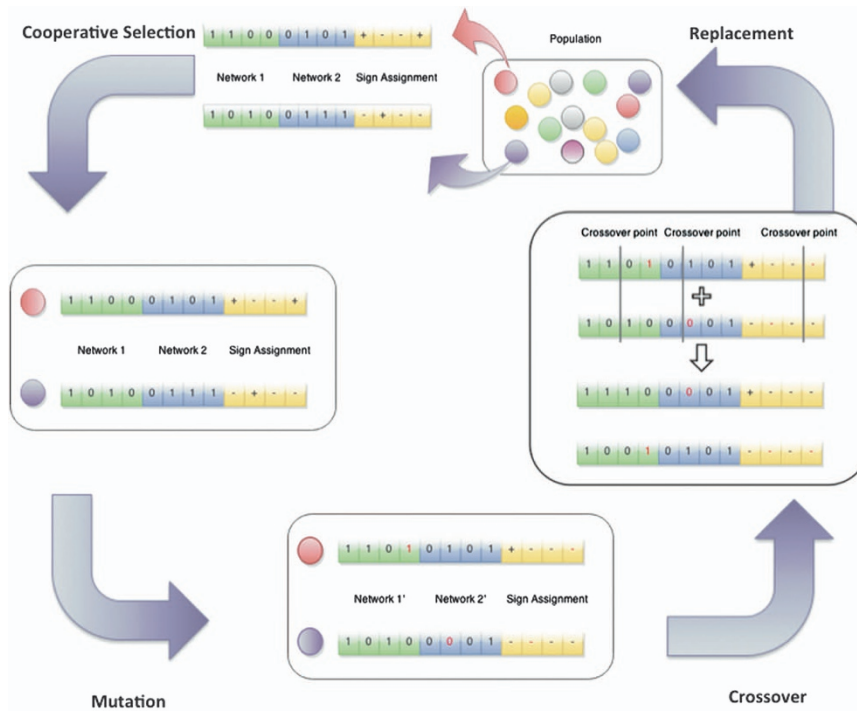 Cooperative Selection
1 1 0 0 0 1 0 1 + - - +
Population
Replacement
Network 1 Network 2 Sign Assignment
1 0 1 0 0 1 1 1 - + - -
Crossover point Crossover point Crossover point
1 1 0 1 0 1 0 1 + - - -
1 0 1 0 0 0 0 1 - - - -
1 1 1 0 0 0 0 1 + - - -
1 0 0 1 0 1 0 1 - - - -
1 1 0 0 0 1 0 1 + - - +
Network 1 Network 2 Sign Assignment
1 0 1 0 0 1 1 1 - + - -
1 1 0 1 0 1 0 1 + - - -
Network 1' Network 2' Sign Assignment
1 0 1 0 0 0 0 1 - - - -
Mutation
Crossover